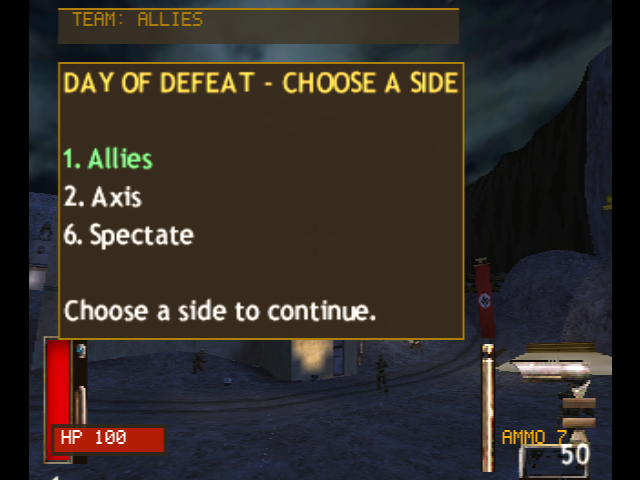 TEAM: ALLIES
DAY OF DEFEAT - CHOOSE A SIDE
1. Allies
2. Axis
6. Spectate
Choose a side to continue.
HP 100
AMMO 7
50